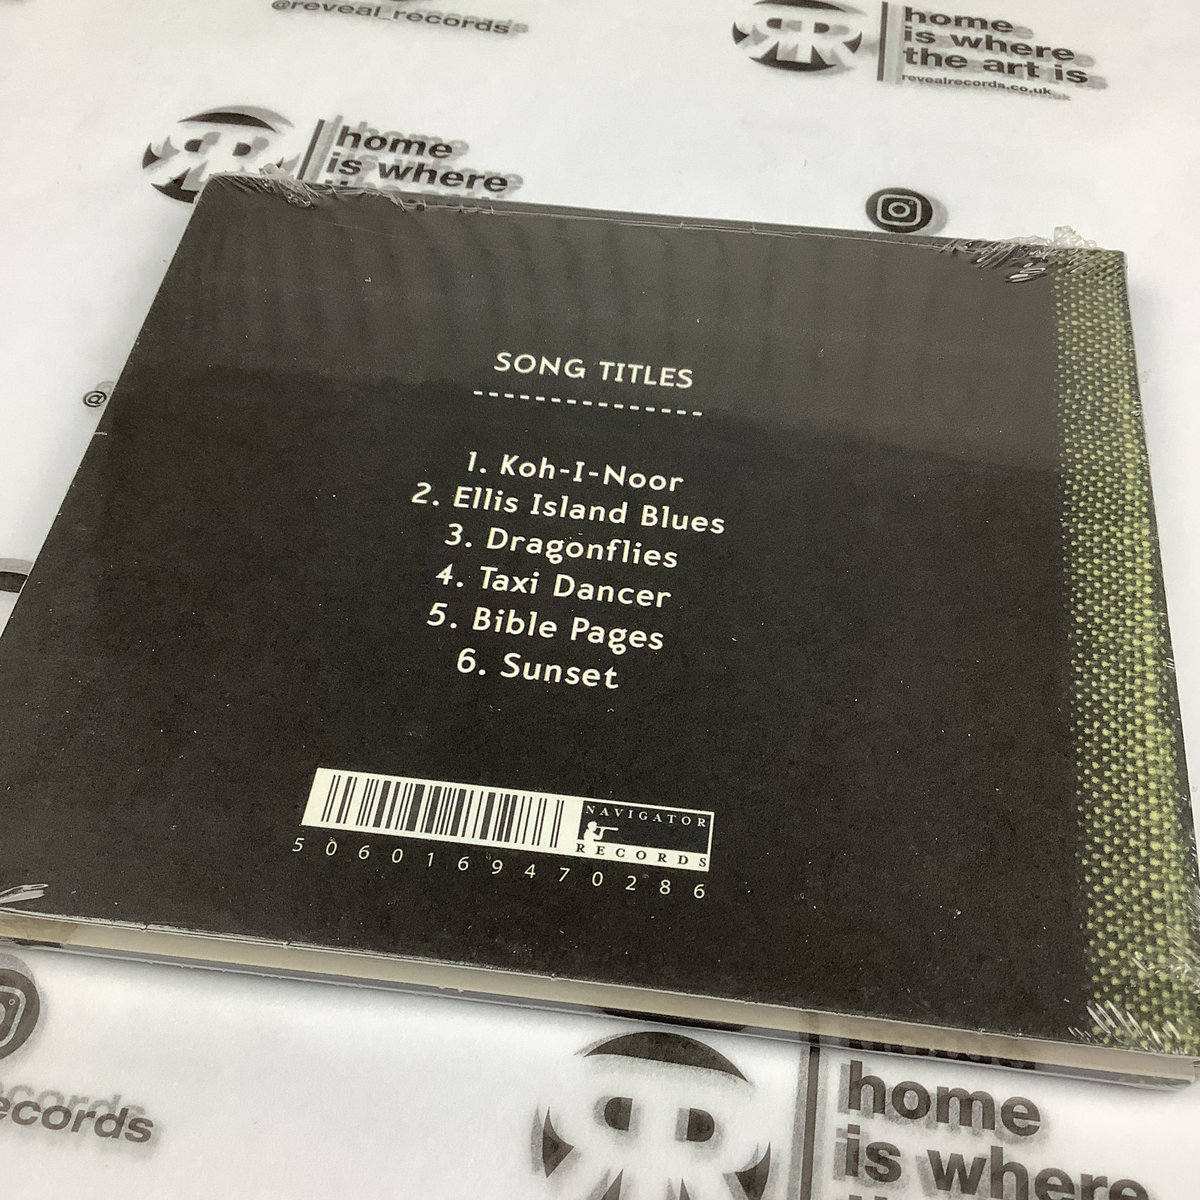 @reveal_records
home
is where
the art is
revealrecords.co.uk
home
is where
@
SONG TITLES
1. Koh-I-Noor
2. Ellis Island Blues
3. Dragonflies
4. Taxi Dancer
5. Bible Pages
6. Sunset
NAVIGATOR
RECORDS
5060169470286
ecords
RR
home
is where